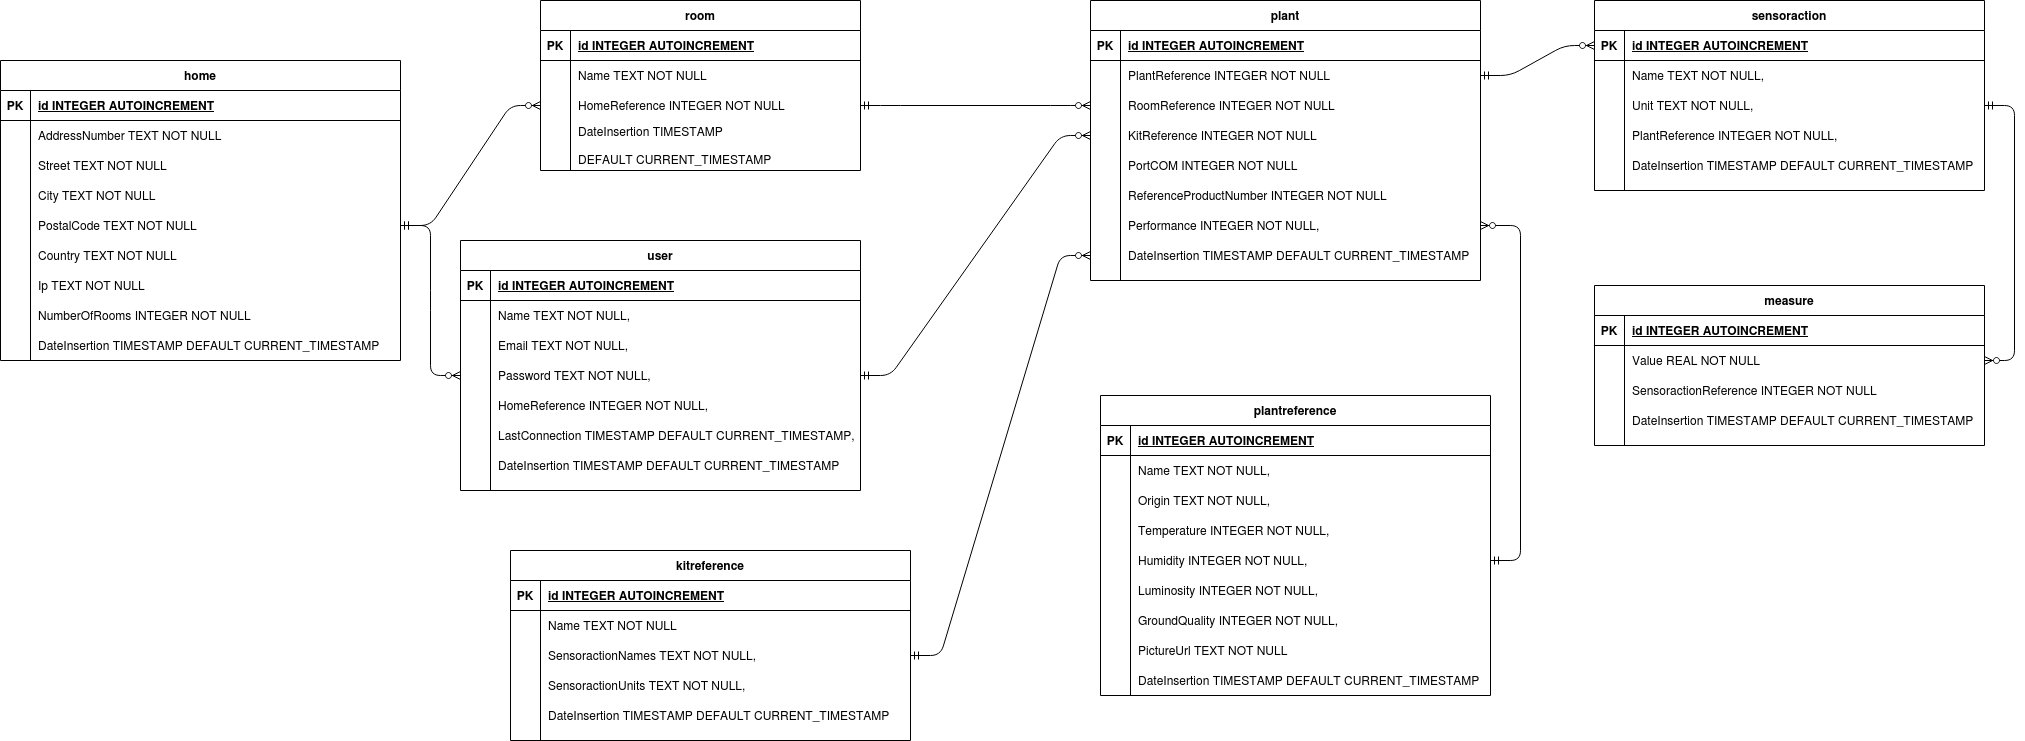 home
PK
id INTEGER AUTOINCREMENT
AddressNumber TEXT NOT NULL
Street TEXT NOT NULL
City TEXT NOT NULL
PostalCode TEXT NOT NULL
Country TEXT NOT NULL
Ip TEXT NOT NULL
NumberOfRooms INTEGER NOT NULL
DateInsertion TIMESTAMP DEFAULT CURRENT_TIMESTAMP
room
PK
id INTEGER AUTOINCREMENT
Name TEXT NOT NULL
HomeReference INTEGER NOT NULL
DateInsertion TIMESTAMP
DEFAULT CURRENT_TIMESTAMP
user
PK
id INTEGER AUTOINCREMENT
Name TEXT NOT NULL,
Email TEXT NOT NULL,
Password TEXT NOT NULL,
HomeReference INTEGER NOT NULL,
LastConnection TIMESTAMP DEFAULT CURRENT_TIMESTAMP,
DateInsertion TIMESTAMP DEFAULT CURRENT_TIMESTAMP
kitreference
PK
id INTEGER AUTOINCREMENT
Name TEXT NOT NULL
SensoractionNames TEXT NOT NULL,
SensoractionUnits TEXT NOT NULL,
DateInsertion TIMESTAMP DEFAULT CURRENT_TIMESTAMP
plant
PK
id INTEGER AUTOINCREMENT
PlantReference INTEGER NOT NULL
RoomReference INTEGER NOT NULL
KitReference INTEGER NOT NULL
PortCOM INTEGER NOT NULL
ReferenceProductNumber INTEGER NOT NULL
Performance INTEGER NOT NULL,
DateInsertion TIMESTAMP DEFAULT CURRENT_TIMESTAMP
plantreference
PK
id INTEGER AUTOINCREMENT
Name TEXT NOT NULL,
Origin TEXT NOT NULL,
Temperature INTEGER NOT NULL,
Humidity INTEGER NOT NULL,
Luminosity INTEGER NOT NULL,
GroundQuality INTEGER NOT NULL,
PictureUrl TEXT NOT NULL
DateInsertion TIMESTAMP DEFAULT CURRENT_TIMESTAMP
sensoraction
PK
id INTEGER AUTOINCREMENT
Name TEXT NOT NULL,
Unit TEXT NOT NULL,
PlantReference INTEGER NOT NULL,
DateInsertion TIMESTAMP DEFAULT CURRENT_TIMESTAMP
measure
PK
id INTEGER AUTOINCREMENT
Value REAL NOT NULL
SensoractionReference INTEGER NOT NULL
DateInsertion TIMESTAMP DEFAULT CURRENT_TIMESTAMP